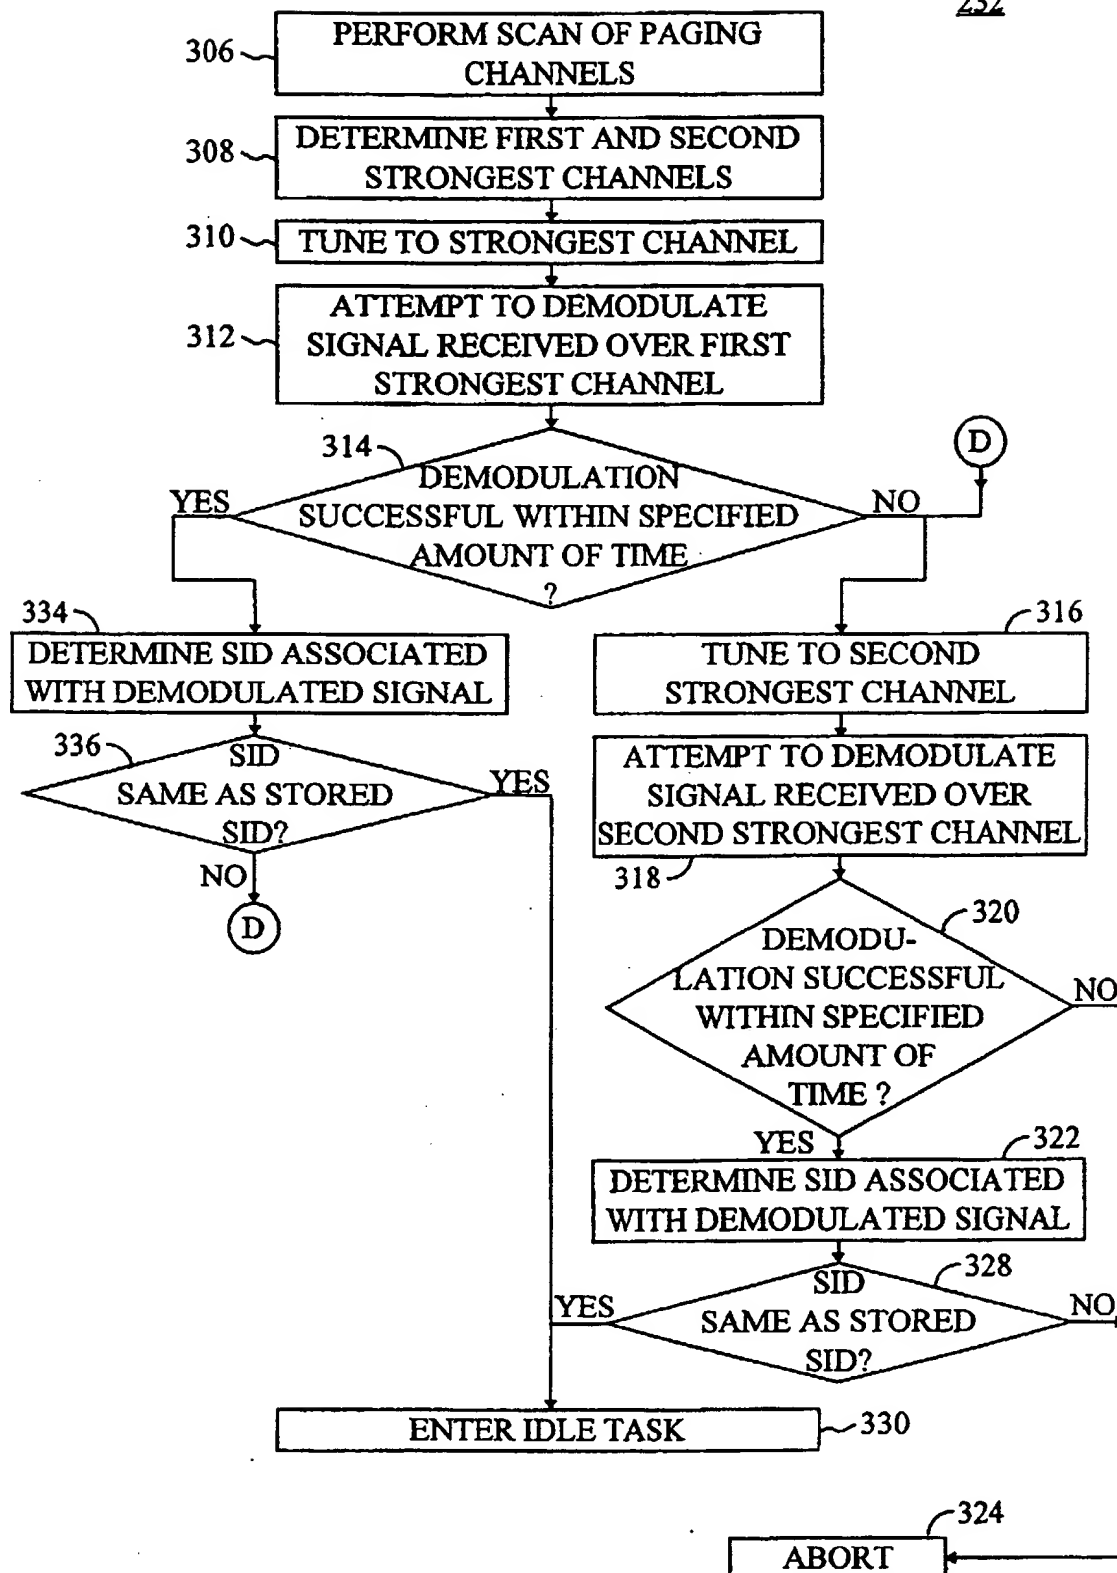 232
306
PERFORM SCAN OF PAGING
CHANNELS
308
DETERMINE FIRST AND SECOND
STRONGEST CHANNELS
310
TUNE TO STRONGEST CHANNEL
312
ATTEMPT TO DEMODULATE
SIGNAL RECEIVED OVER FIRST
STRONGEST CHANNEL
314
D
YES
DEMODULATION
SUCCESSFUL WITHIN SPECIFIED
AMOUNT OF TIME
?
NO
334
DETERMINE SID ASSOCIATED
WITH DEMODULATED SIGNAL
336
SID
SAME AS STORED
SID?
YES
NO
D
316
TUNE TO SECOND
STRONGEST CHANNEL
ATTEMPT TO DEMODULATE
SIGNAL RECEIVED OVER
SECOND STRONGEST CHANNEL
318
320
DEMODU-
LATION SUCCESSFUL
WITHIN SPECIFIED
AMOUNT OF
TIME ?
NO
YES
322
DETERMINE SID ASSOCIATED
WITH DEMODULATED SIGNAL
328
SID
SAME AS STORED
SID?
YES
NO
ENTER IDLE TASK
330
324
ABORT